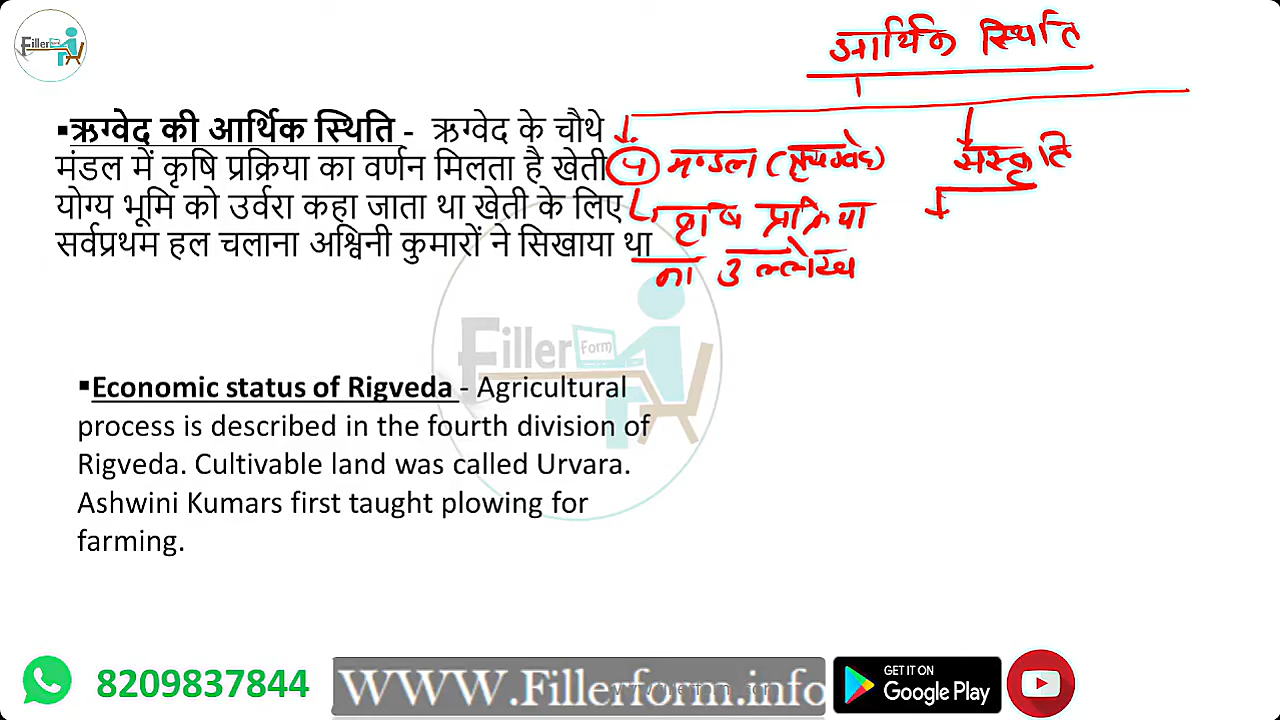 Filler
Form
आर्थिक स्थिति
▪ऋग्वेद की आर्थिक स्थिति - ऋग्वेद के चौथे
मंडल में कृषि प्रक्रिया का वर्णन मिलता है खेती
योग्य भूमि को उर्वरा कहा जाता था खेती के लिए
सर्वप्रथम हल चलाना अश्विनी कुमारों ने सिखाया था
4 मण्डल (ऋग्वेद)
कृषि प्रक्रिया
का उल्लेख
संस्कृति
Filler Form
▪Economic status of Rigveda - Agricultural
process is described in the fourth division of
Rigveda. Cultivable land was called Urvara.
Ashwini Kumars first taught plowing for
farming.
8209837844
www.Fillerform.info
GET IT ON
Google Play